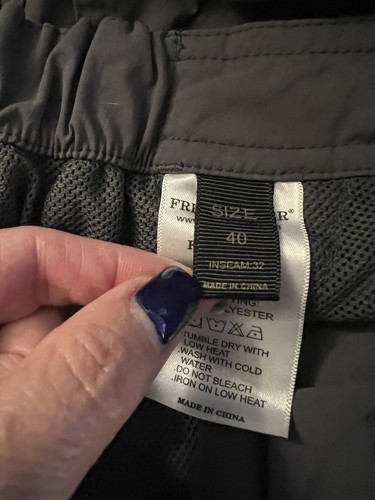 SIZE
40
INSEAM:32
MADE IN CHINA
®
TUMBLE DRY WITH
LOW HEAT
.WASH WITH COLD
WATER
.DO NOT BLEACH
.IRON ON LOW HEAT
MADE IN CHINA